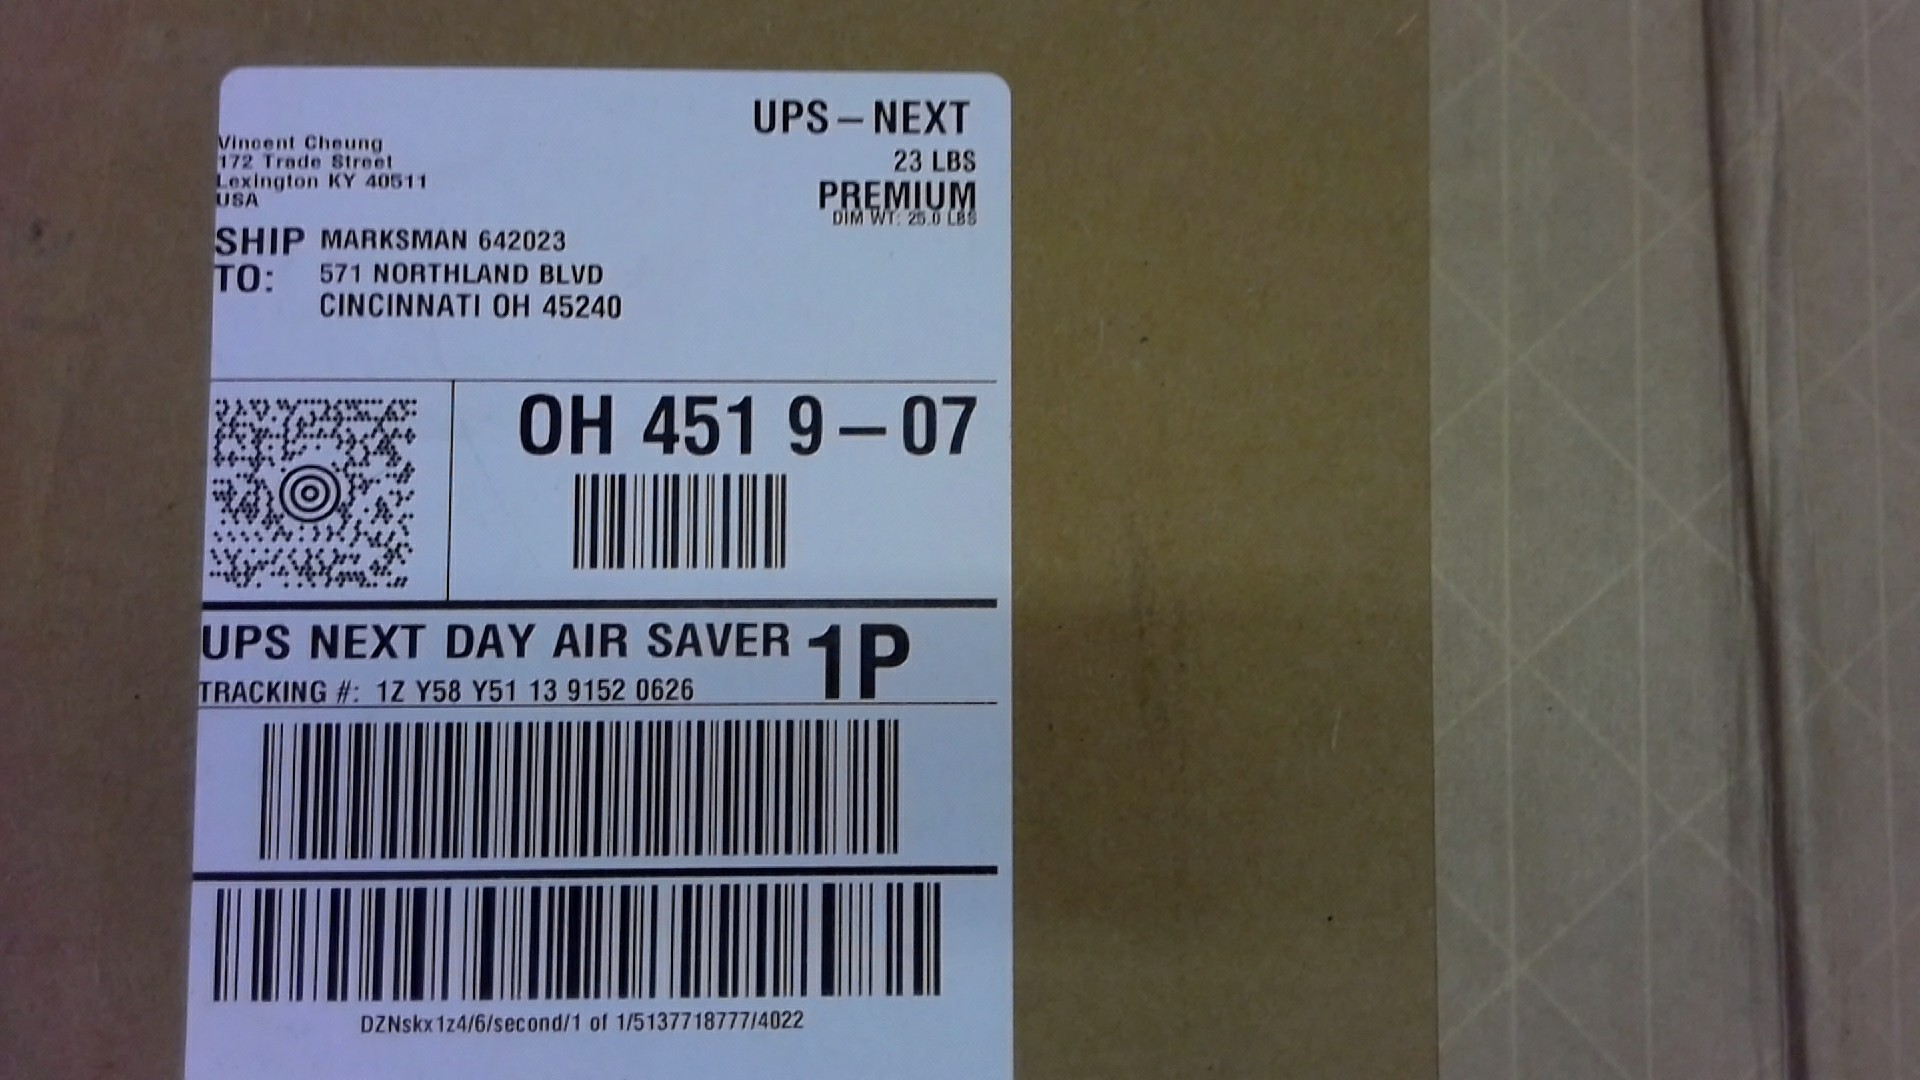 UPS – NEXT
Vincent Cheung
172 Trade Street
Lexington KY 40511
USA
23 LBS
PREMIUM
DIM WT: 25.0 LBS
SHIP TO:
MARKSMAN 642023
571 NORTHLAND BLVD
CINCINNATI OH 45240
OH 451 9 – 07
UPS NEXT DAY AIR SAVER
1P
TRACKING #: 1Z Y58 Y51 13 9152 0626
DZNskx1z4/6/second/1 of 1/5137718777/4022